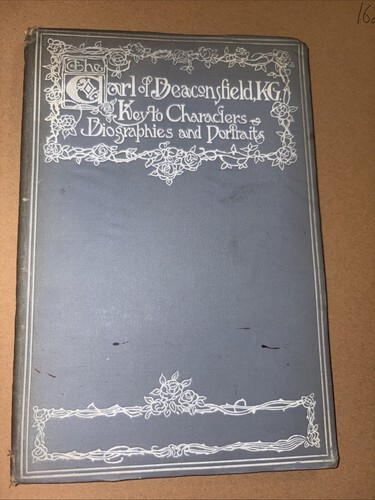 The
Earl of Beaconsfield, K.G.
Key to Characters
Biographies and Portraits